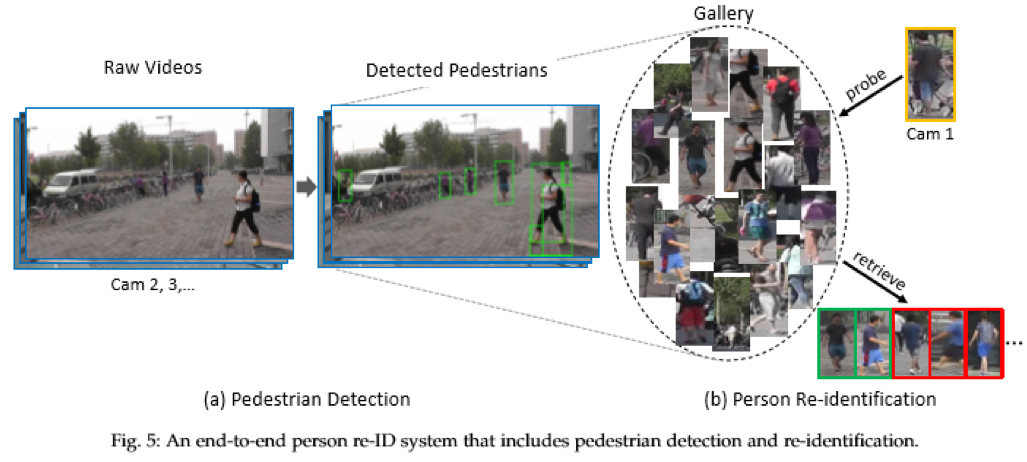 Gallery
Raw Videos
Detected Pedestrians
probe
Cam 1
Cam 2, 3,...
retrieve
...
(a) Pedestrian Detection
(b) Person Re-identification
Fig. 5: An end-to-end person re-ID system that includes pedestrian detection and re-identification.